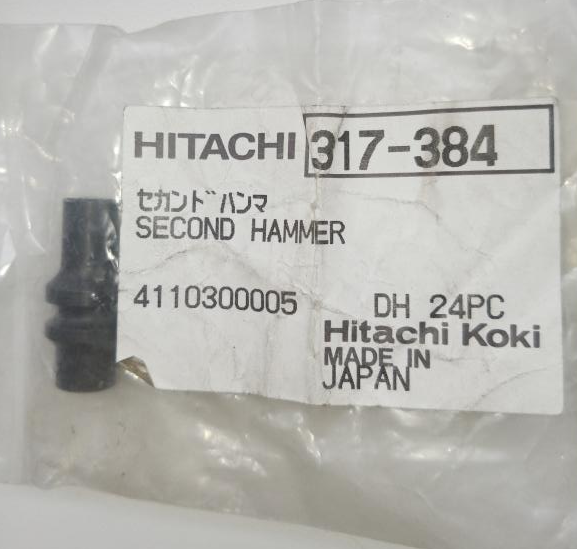 HITACHI 317-384
セカンドハンマ
SECOND HAMMER
4110300005 DH 24PC
Hitachi Koki
MADE IN
JAPAN